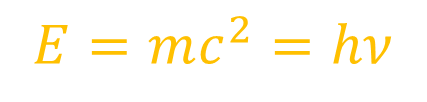 E = mc² = hν